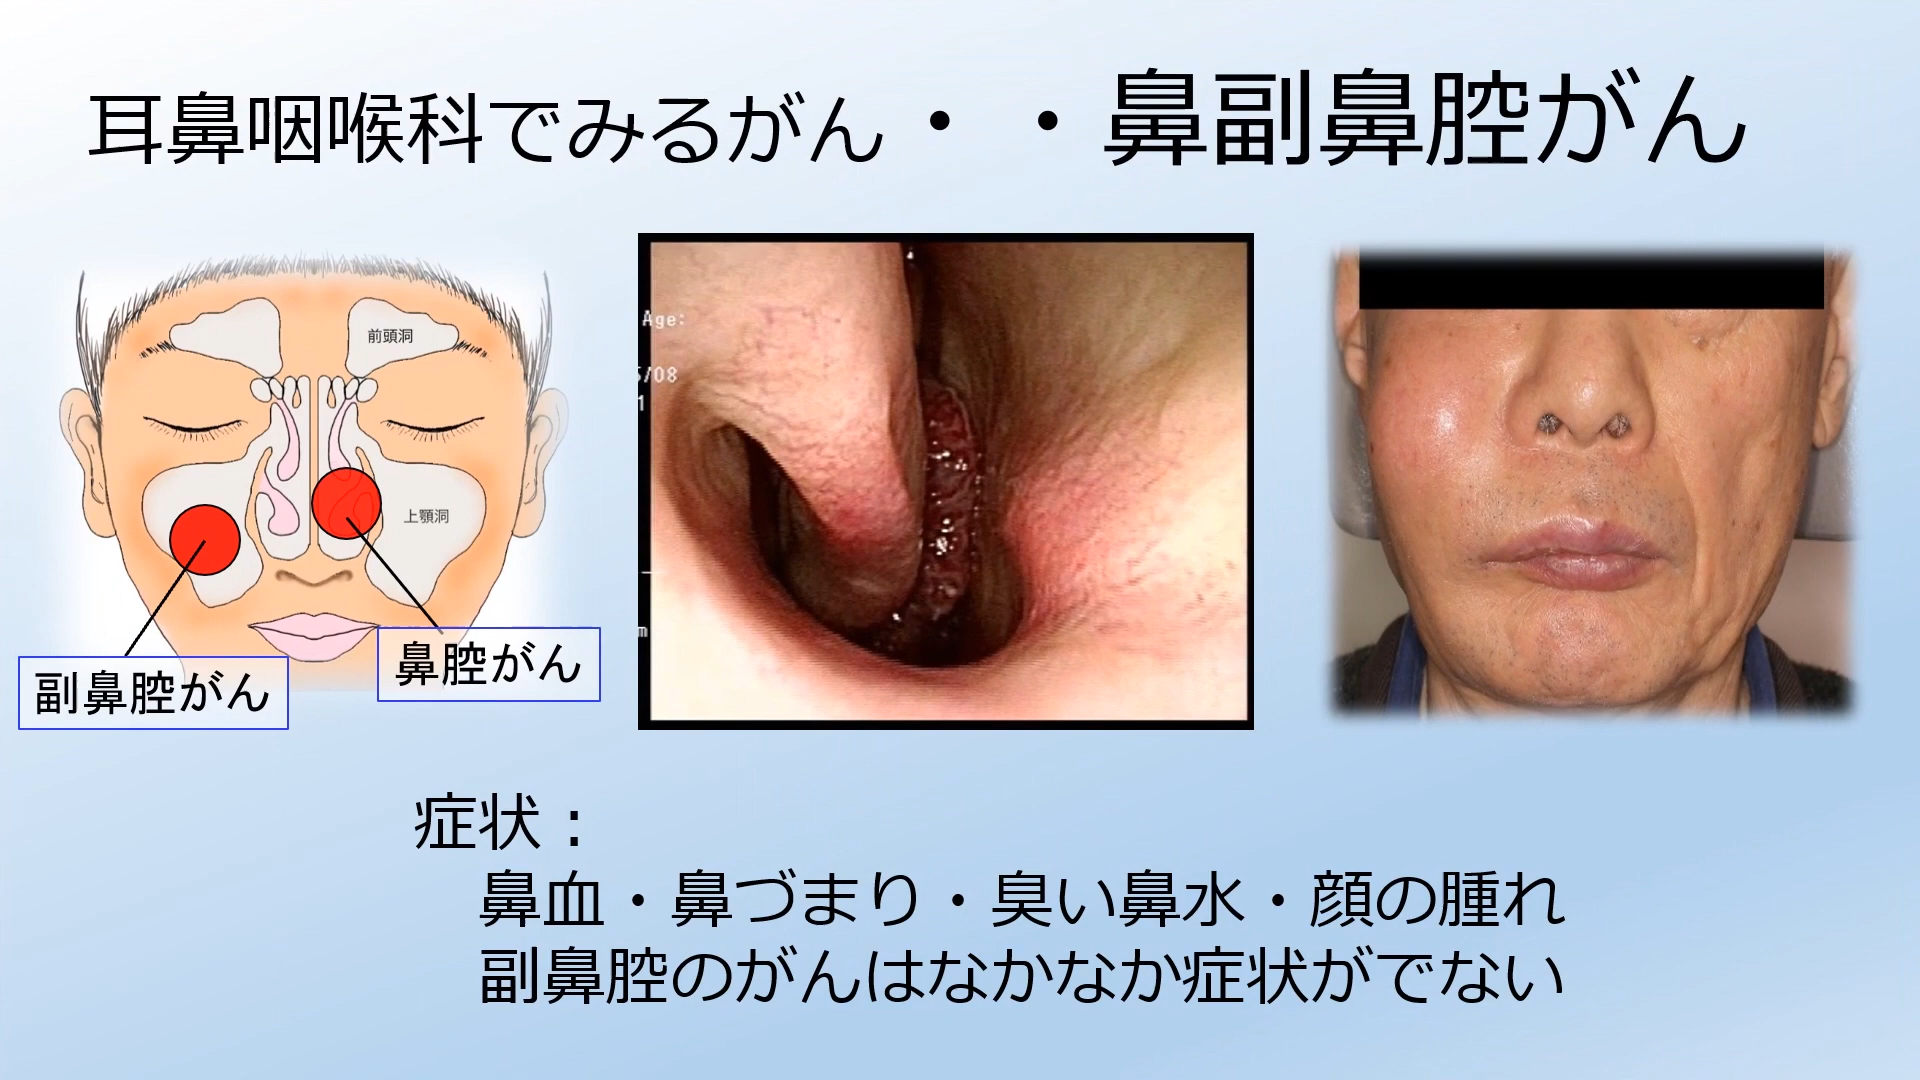 耳鼻咽喉科でみるがん・・鼻副鼻腔がん
前頭洞
上顎洞
副鼻腔がん
鼻腔がん
Age:
5/08
1
m
症状：
鼻血・鼻づまり・臭い鼻水・顔の腫れ
副鼻腔のがんはなかなか症状がでない